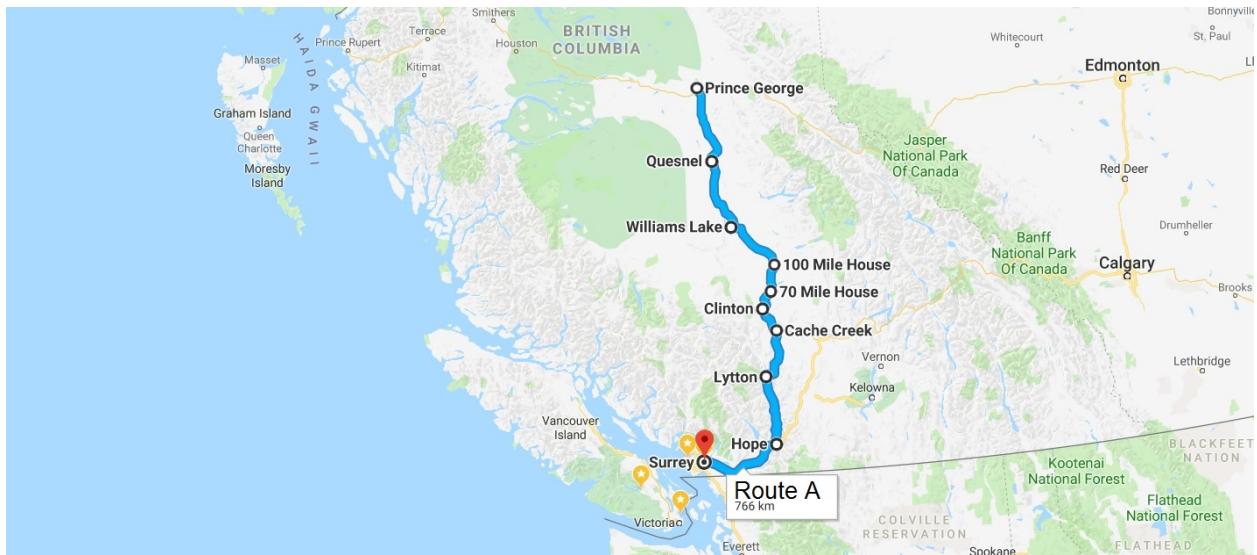 Smithers
Terrace
Prince Rupert
Houston
Kitimat
BRITISH
COLUMBIA
Whitecourt
Bonnyville
St. Paul
Ll
Edmonton
Masset
HAIDA GWAII
Graham Island
Queen
Charlotte
Moresby
Island
Prince George
Quesnel
Williams Lake
100 Mile House
70 Mile House
Clinton
Cache Creek
Lytton
Hope
Surrey
Jasper
National Park
Of Canada
Red Deer
Drumheller
Banff
National Park
Of Canada
Calgary
Brooks
Vernon
Kelowna
Lethbridge
Vancouver
Island
Victoria
Route A
766 km
BLACKFEET
NATION
Kootenai
National Forest
Flathead
National Forest
COLVILLE
RESERVATION
FLATHEAD
Everett
Spokane